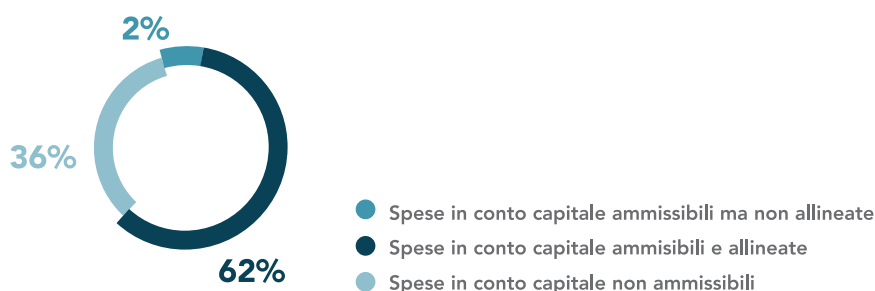 2%
36%
62%
Spese in conto capitale ammissibili ma non allineate
Spese in conto capitale ammisibili e allineate
Spese in conto capitale non ammissibili